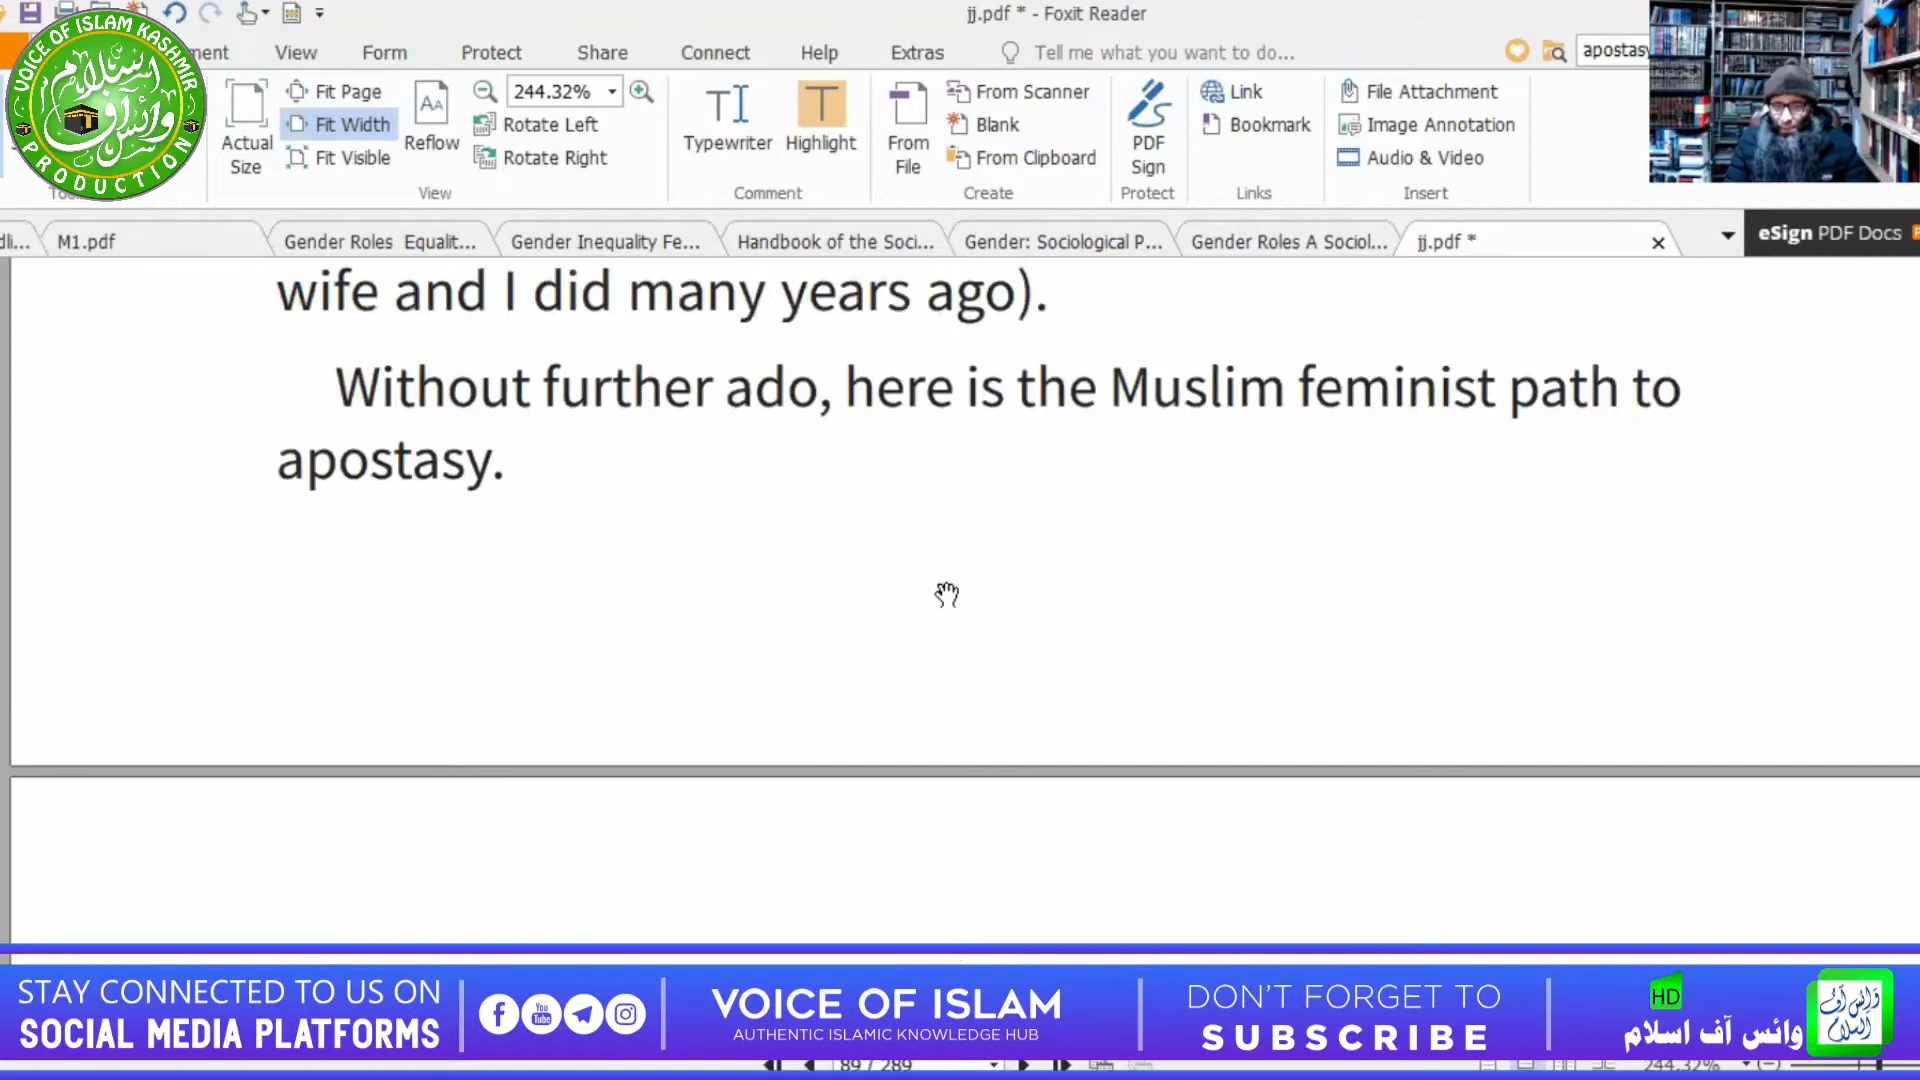 jj.pdf * - Foxit Reader
VOICE OF ISLAM KASHMIR
PRODUCTION
View Form Protect Share Connect Help Extras Tell me what you want to do...
Actual Size
Fit Page
Fit Width
Fit Visible
Reflow
244.32%
Rotate Left
Rotate Right
View
Typewriter
Highlight
Comment
From File
From Scanner
Blank
From Clipboard
Create
PDF Sign
Protect
Link
Bookmark
Links
File Attachment
Image Annotation
Audio & Video
Insert
M1.pdf
Gender Roles Equalit...
Gender Inequality Fe...
Handbook of the Soci...
Gender: Sociological P...
Gender Roles A Sociol...
jj.pdf *
eSign PDF Docs
wife and I did many years ago).
Without further ado, here is the Muslim feminist path to
apostasy.
STAY CONNECTED TO US ON
SOCIAL MEDIA PLATFORMS
You Tube
VOICE OF ISLAM
AUTHENTIC ISLAMIC KNOWLEDGE HUB
DON'T FORGET TO
SUBSCRIBE
HD
وائس آف اسلام
89 / 289
244.32%